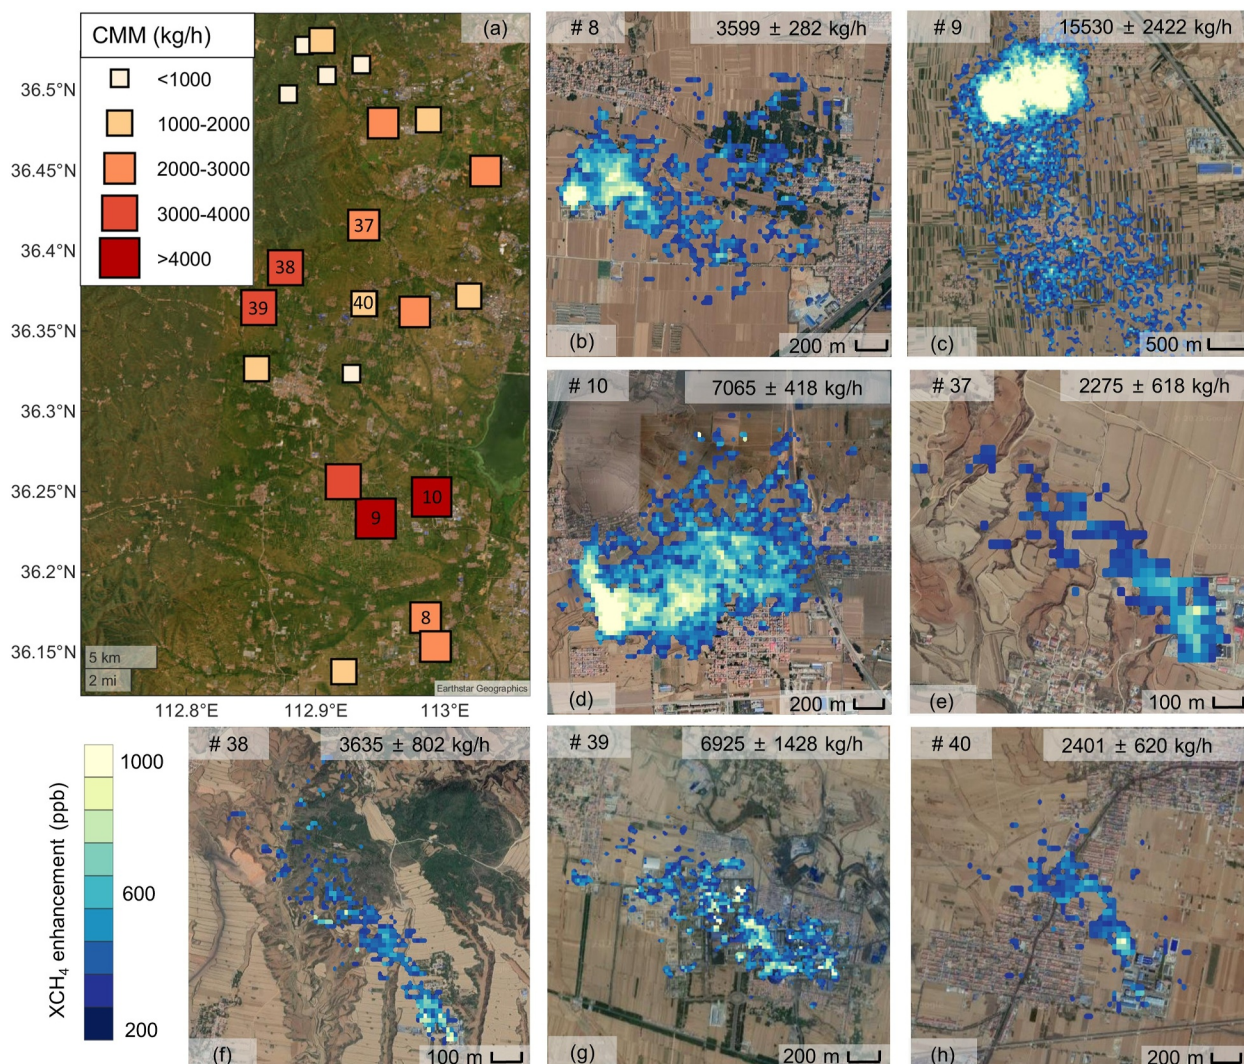 CMM (kg/h)
<1000
1000-2000
2000-3000
3000-4000
>4000
(a)
36.5°N
36.45°N
36.4°N
36.35°N
36.3°N
36.25°N
36.2°N
36.15°N
37
38
39
40
10
9
8
5 km
2 mi
Earthstar Geographics
112.8°E
112.9°E
113°E
# 8
3599 ± 282 kg/h
(b)
200 m
# 9
15530 ± 2422 kg/h
(c)
500 m
# 10
7065 ± 418 kg/h
(d)
200 m
# 37
2275 ± 618 kg/h
(e)
100 m
XCH₄ enhancement (ppb)
1000
600
200
# 38
3635 ± 802 kg/h
(f)
100 m
# 39
6925 ± 1428 kg/h
(g)
200 m
# 40
2401 ± 620 kg/h
(h)
200 m